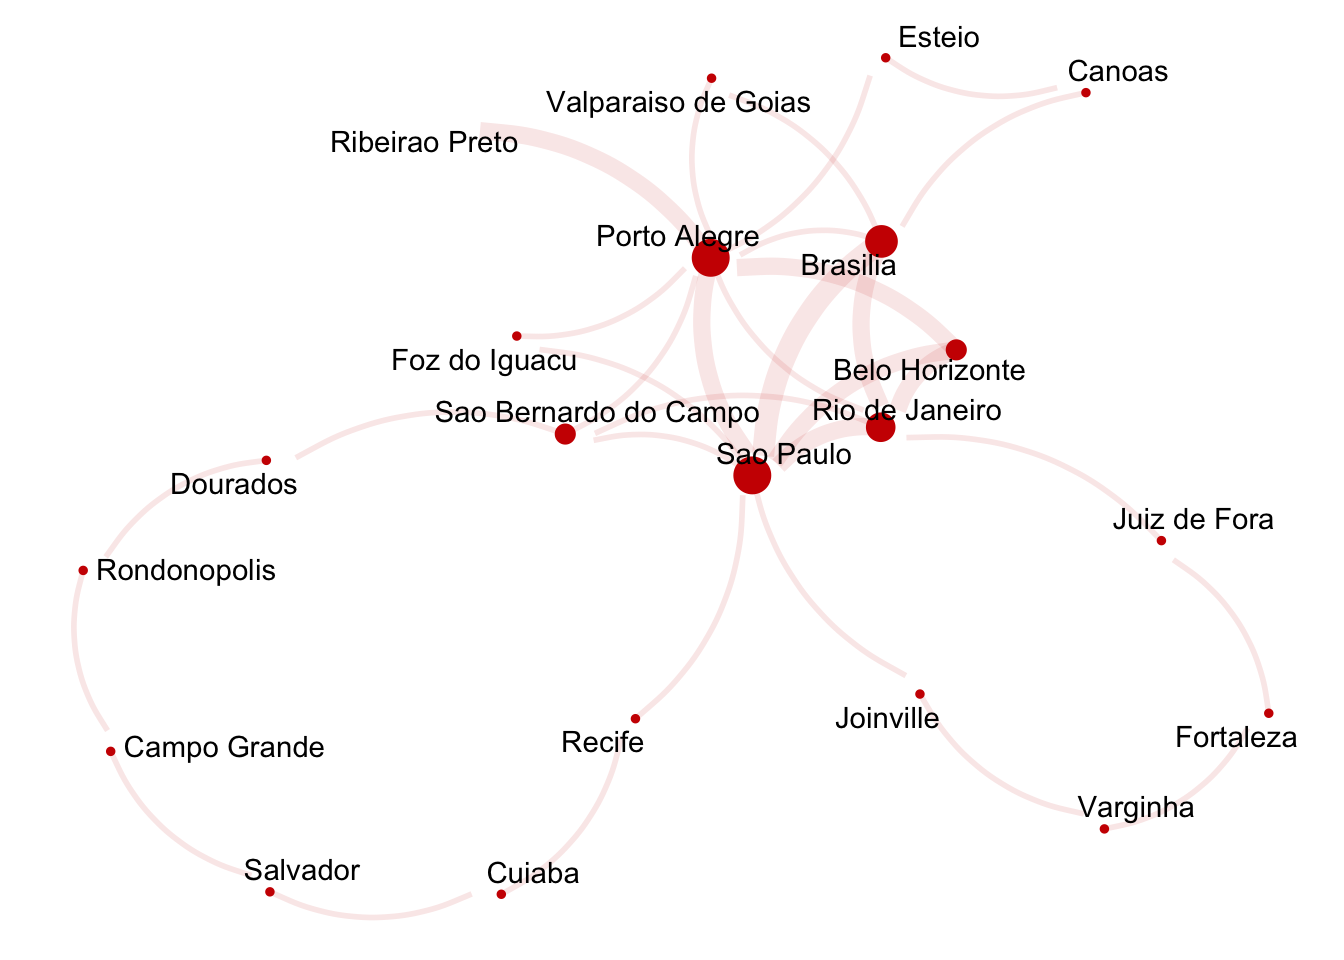 Esteio
Canoas
Valparaiso de Goias
Ribeirao Preto
Porto Alegre
Brasilia
Foz do Iguacu
Belo Horizonte
Sao Bernardo do Campo
Rio de Janeiro
Sao Paulo
Dourados
Juiz de Fora
Rondonopolis
Joinville
Fortaleza
Recife
Campo Grande
Varginha
Salvador
Cuiaba